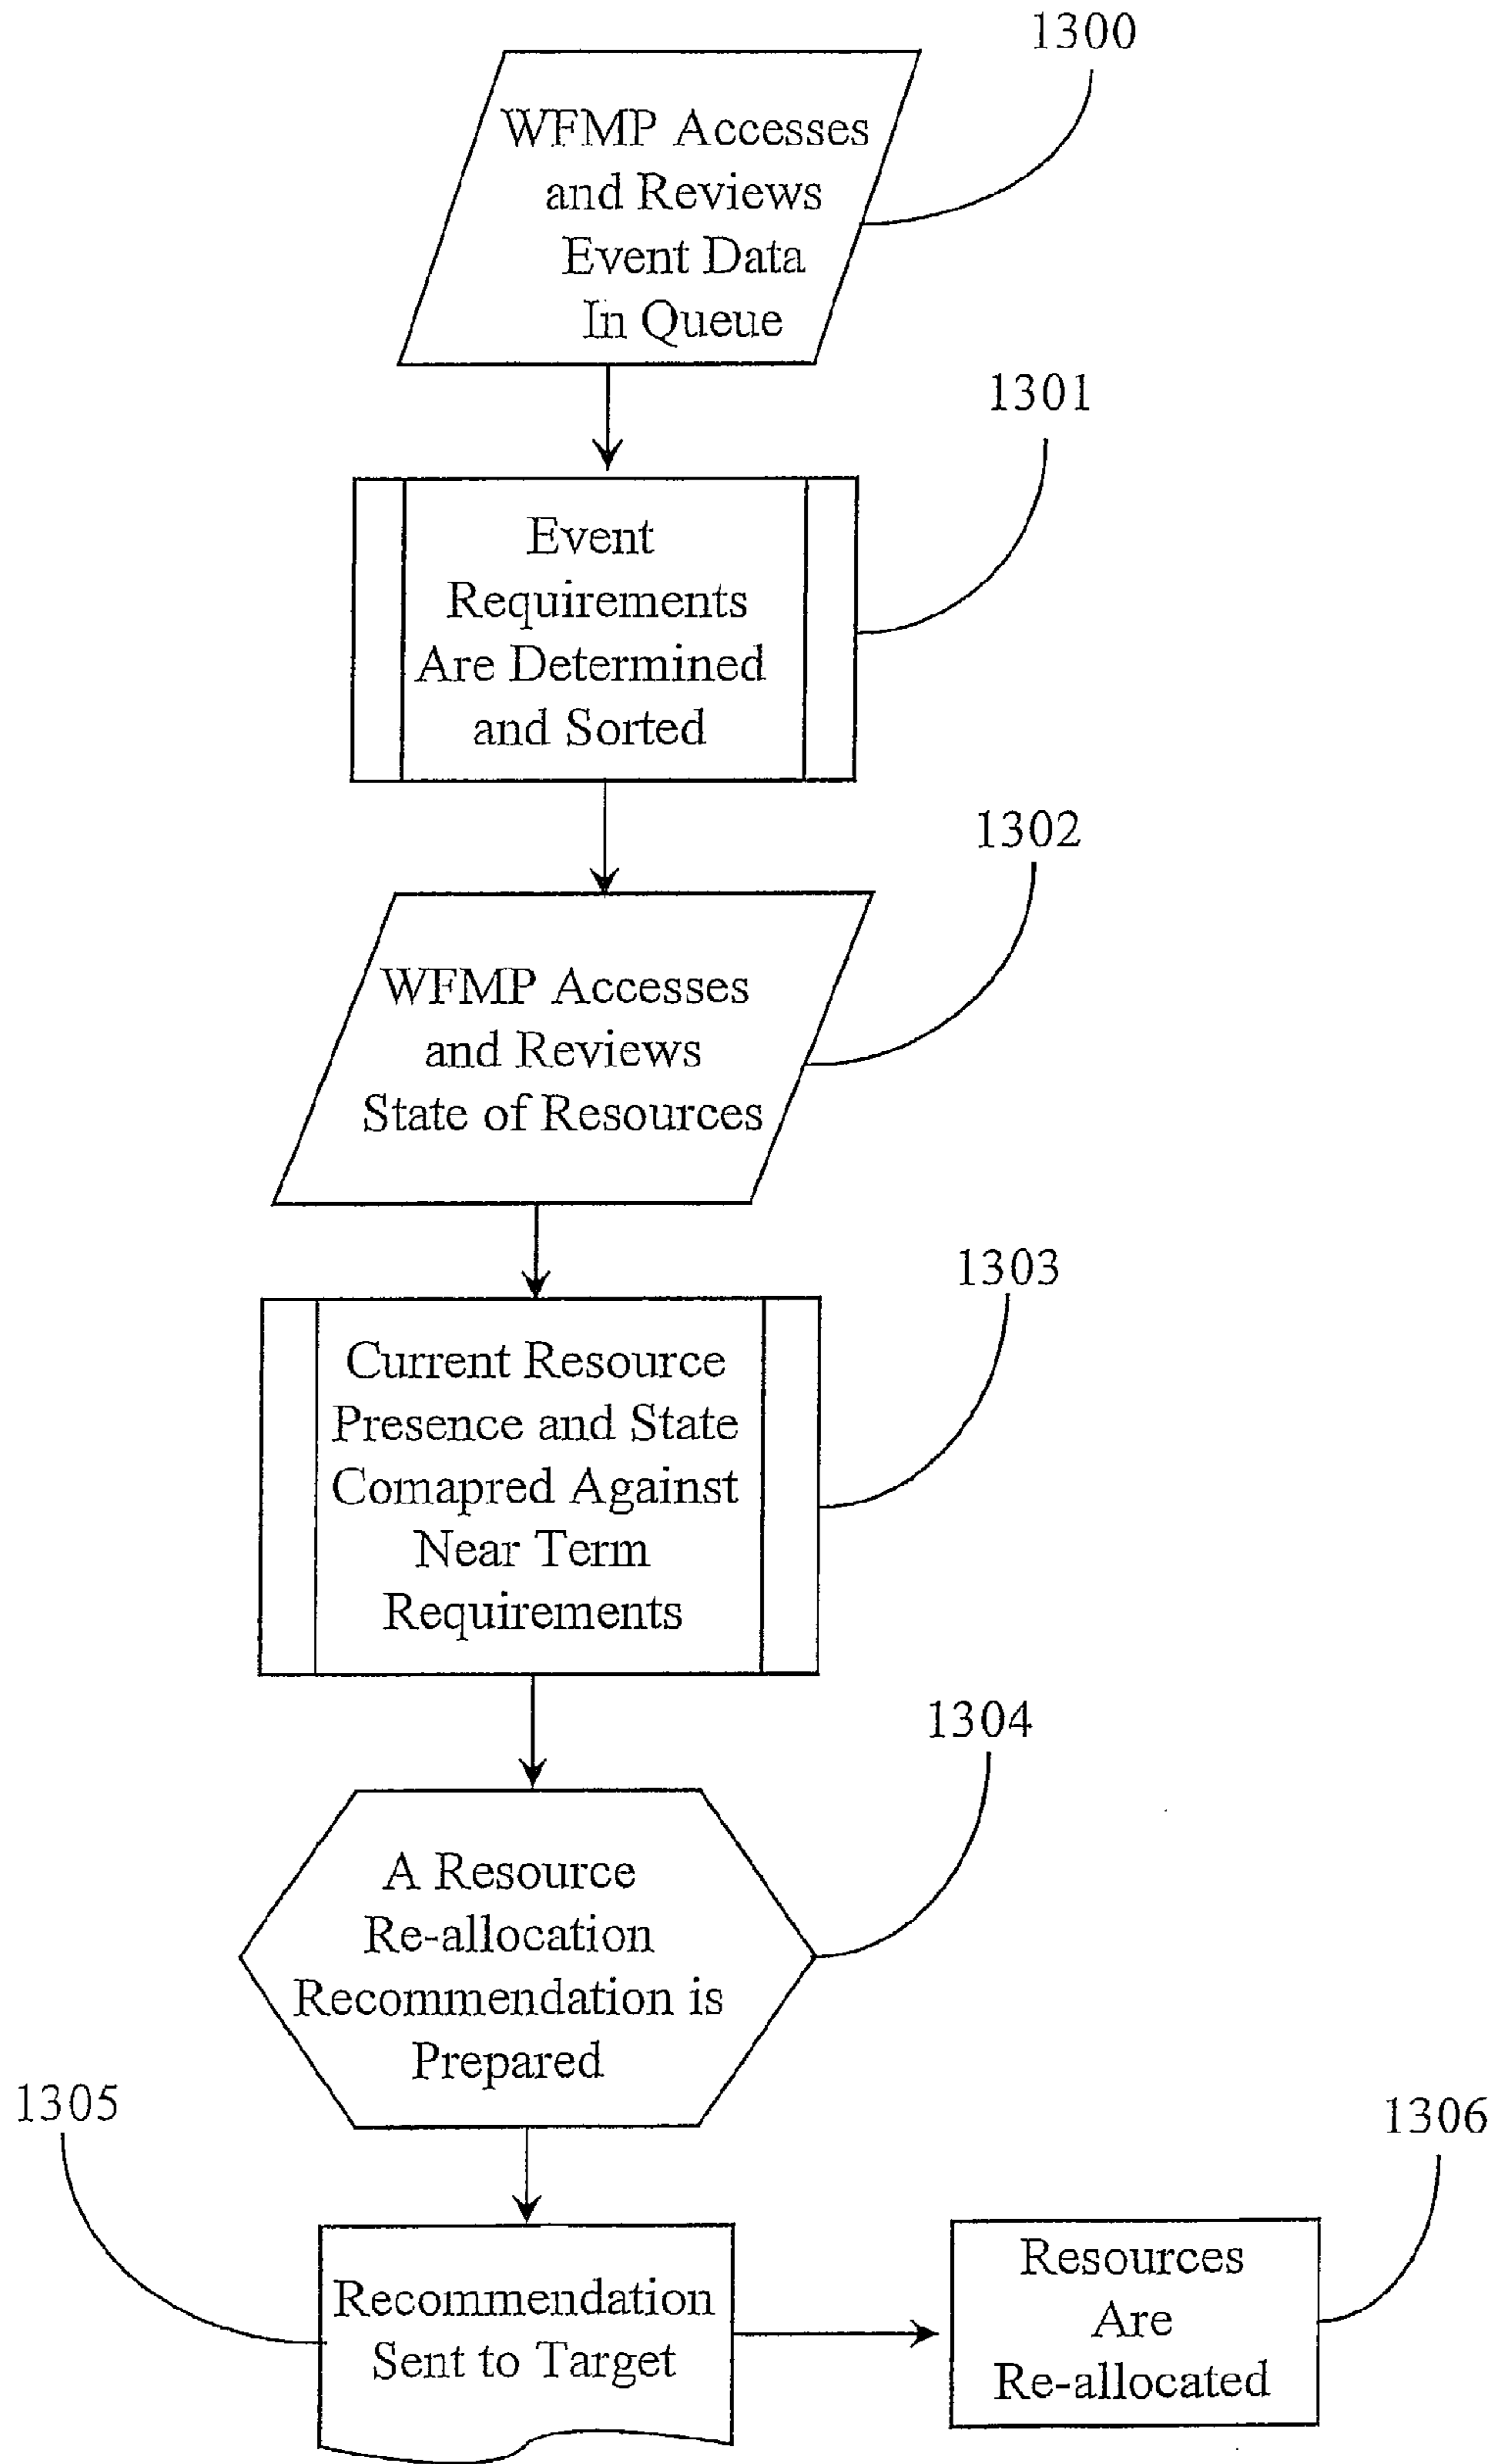 1300
WFMP Accesses
and Reviews
Event Data
In Queue
1301
Event
Requirements
Are Determined
and Sorted
1302
WFMP Accesses
and Reviews
State of Resources
1303
Current Resource
Presence and State
Comapred Against
Near Term
Requirements
1304
A Resource
Re-allocation
Recommendation is
Prepared
1305
Recommendation
Sent to Target
1306
Resources
Are
Re-allocated